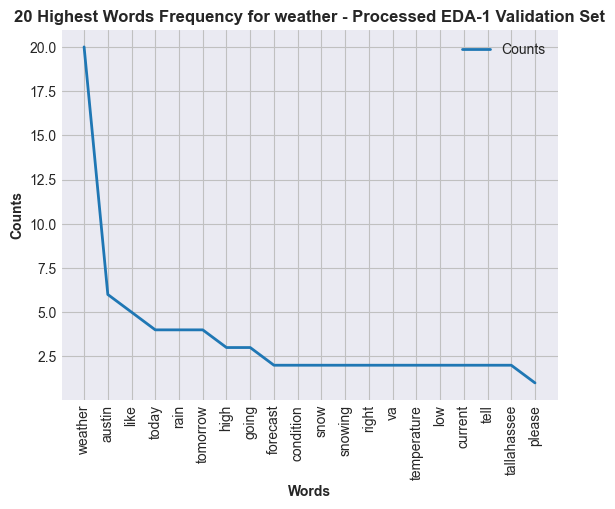 20 Highest Words Frequency for weather - Processed EDA-1 Validation Set
Counts
20.0
17.5
15.0
12.5
10.0
7.5
5.0
2.5
Counts
weather
austin
like
today
rain
tomorrow
high
going
forecast
condition
snow
snowing
right
va
temperature
low
current
tell
tallahassee
please
Words